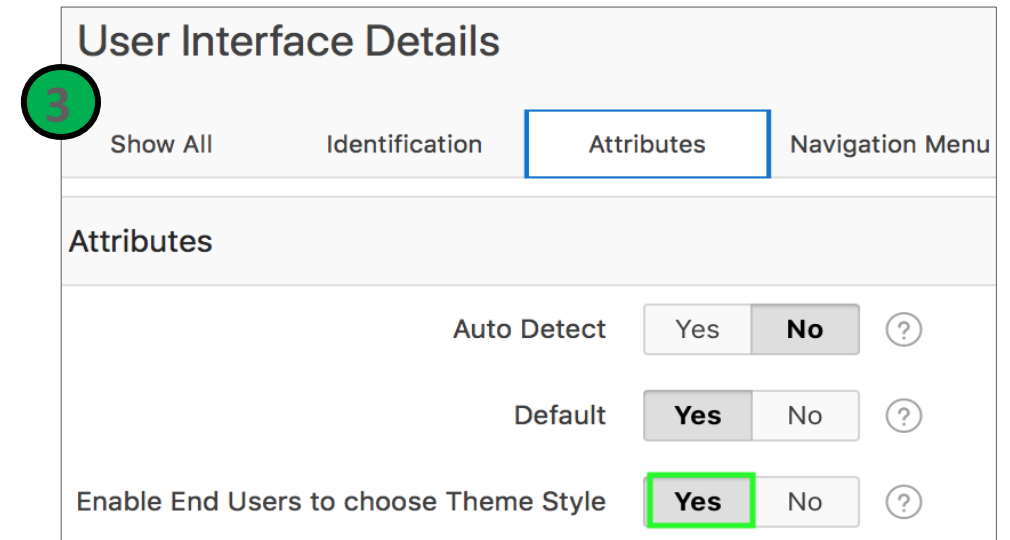 User Interface Details
3
Show All Identification Attributes Navigation Menu
Attributes
Auto Detect Yes No ?
Default Yes No ?
Enable End Users to choose Theme Style Yes No ?